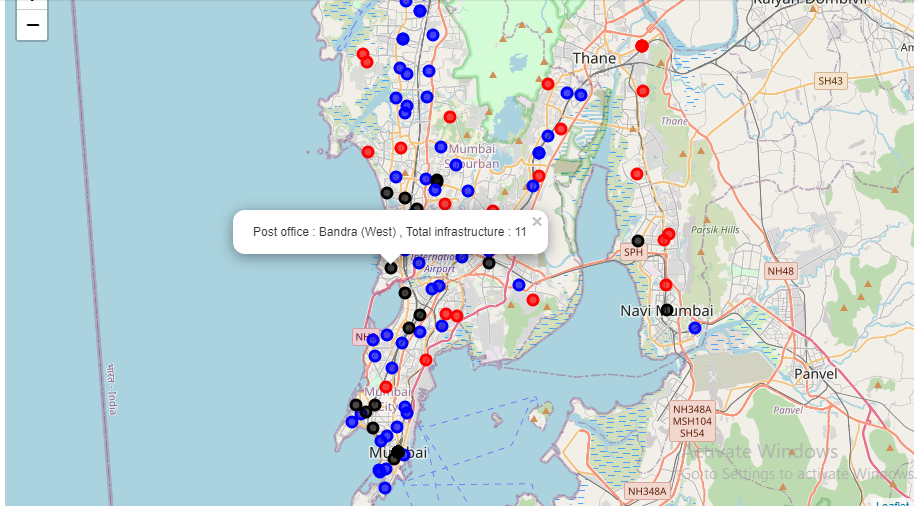 −
Kalyan Dombivli
Thane
SH43
Thane
Mumbai
Suburban
×
Post office : Bandra (West) , Total infrastructure : 11
Parsik Hills
SPH
International
Airport
NH48
Navi Mumbai
NH
भारत - India
Panvel
Mumbai
City
Panvel
NH348A
MSH104
SH54
Mumbai
Activate Windows
Go to Settings to activate Windows.
NH348A
Leaflet